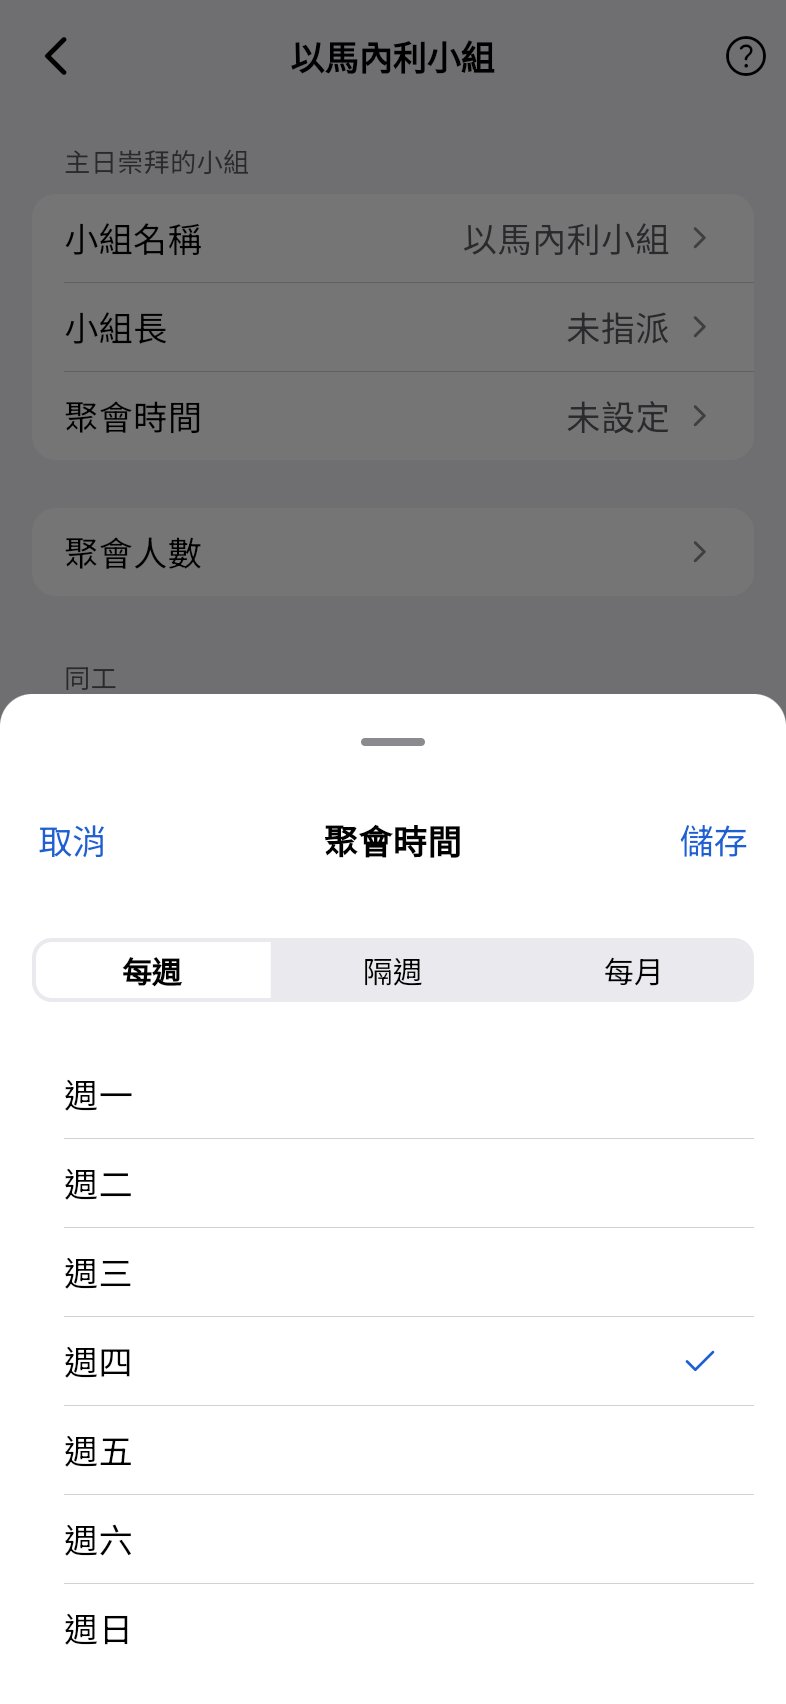 以馬內利小組
主日崇拜的小組
小組名稱 以馬內利小組
小組長 未指派
聚會時間 未設定
聚會人數
同工
取消 聚會時間 儲存
每週 隔週 每月
週一
週二
週三
週四
週五
週六
週日